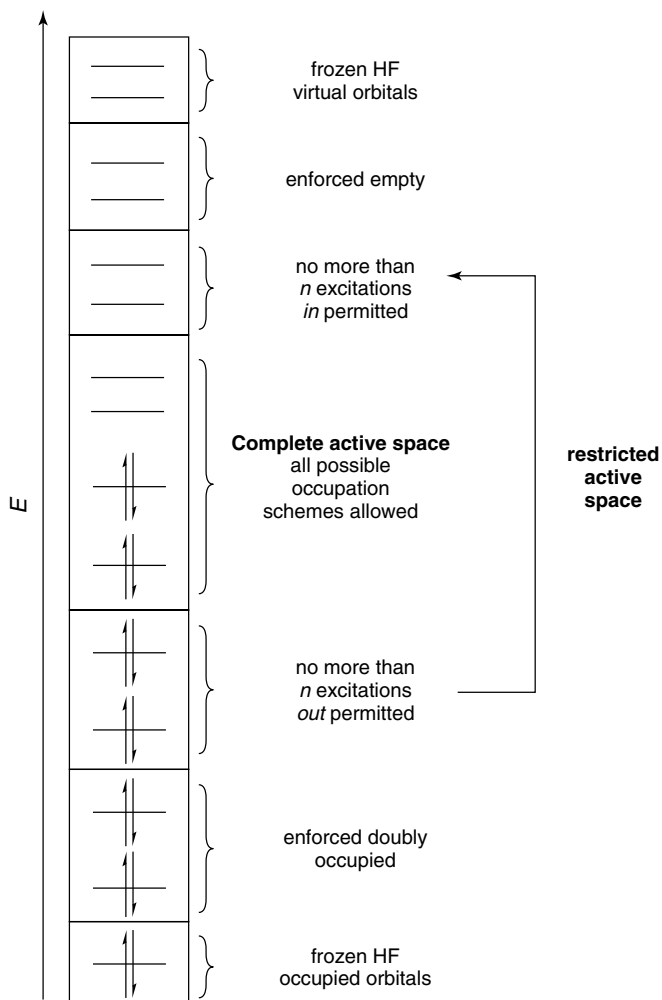 frozen HF
virtual orbitals
enforced empty
no more than
n excitations
in permitted
Complete active space
all possible
occupation
schemes allowed
restricted
active
space
E
no more than
n excitations
out permitted
enforced doubly
occupied
frozen HF
occupied orbitals